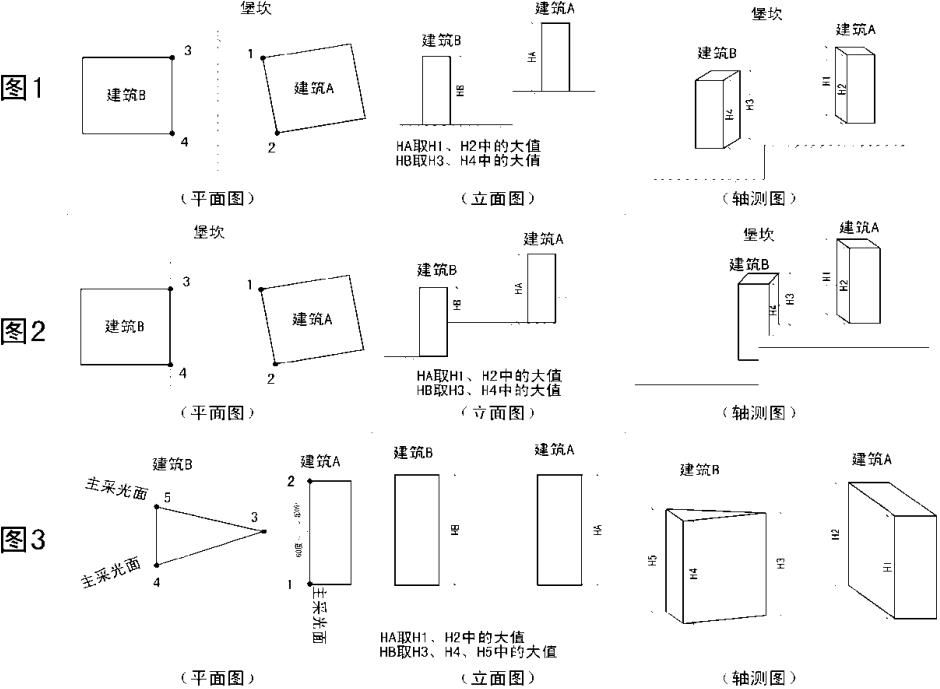 图1
堡坎
3
建筑B
4
1
建筑A
2
（平面图）
建筑B
HB
建筑A
HA
HA取H1、H2中的大值
HB取H3、H4中的大值
（立面图）
堡坎
建筑B
H4
H3
建筑A
H1
H2
（轴测图）
图2
堡坎
3
建筑B
4
1
建筑A
2
（平面图）
建筑B
HB
建筑A
HA
HA取H1、H2中的大值
HB取H3、H4中的大值
（立面图）
堡坎
建筑B
H4
H3
建筑A
H1
H2
（轴测图）
图3
建筑B
主采光面
5
3
主采光面
4
建筑A
2
1
主采光面
（平面图）
建筑B
HB
建筑A
HA
HA取H1、H2中的大值
HB取H3、H4、H5中的大值
（立面图）
建筑B
H5
H4
H3
建筑A
H2
H1
（轴测图）